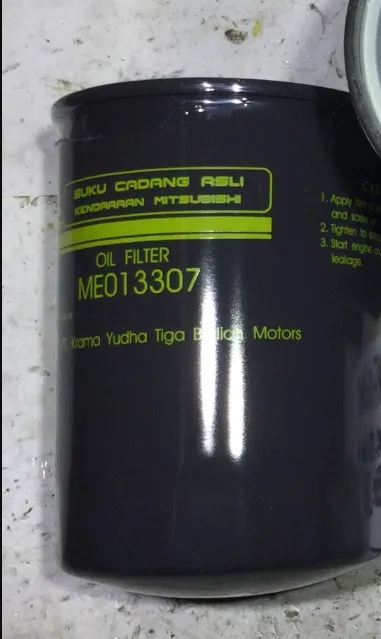 SUKU CADANG ASLI
KENDARAAN MITSUBISHI
OIL FILTER
ME013307
Krama Yudha Tiga Motors
1. Apply
and screw
2. Tighten to
3. Start engine
leakage.